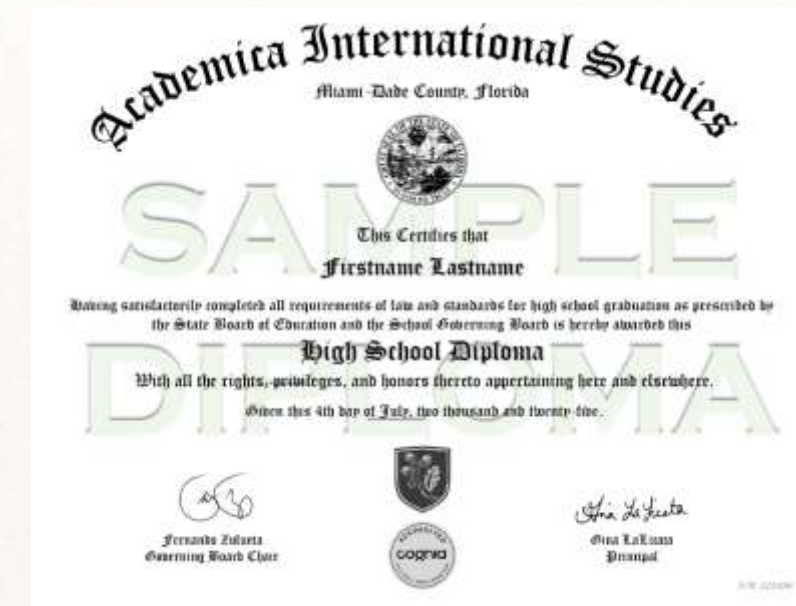 Academica International Studies
Miami-Dade County, Florida
SAMPLE
This Certifies that
Firstname Lastname
Having satisfactorily completed all requirements of law and standards for high school graduation as prescribed by
the State Board of Education and the School Governing Board is hereby awarded this
High School Diploma
DIPLOMA
With all the rights, privileges, and honors thereto appertaining here and elsewhere.
Given this 4th day of July, two thousand and twenty-five.
Fernando Zulueta
Governing Board Chair
ACCREDITED
cognia
Gina LaLiuata
Principal